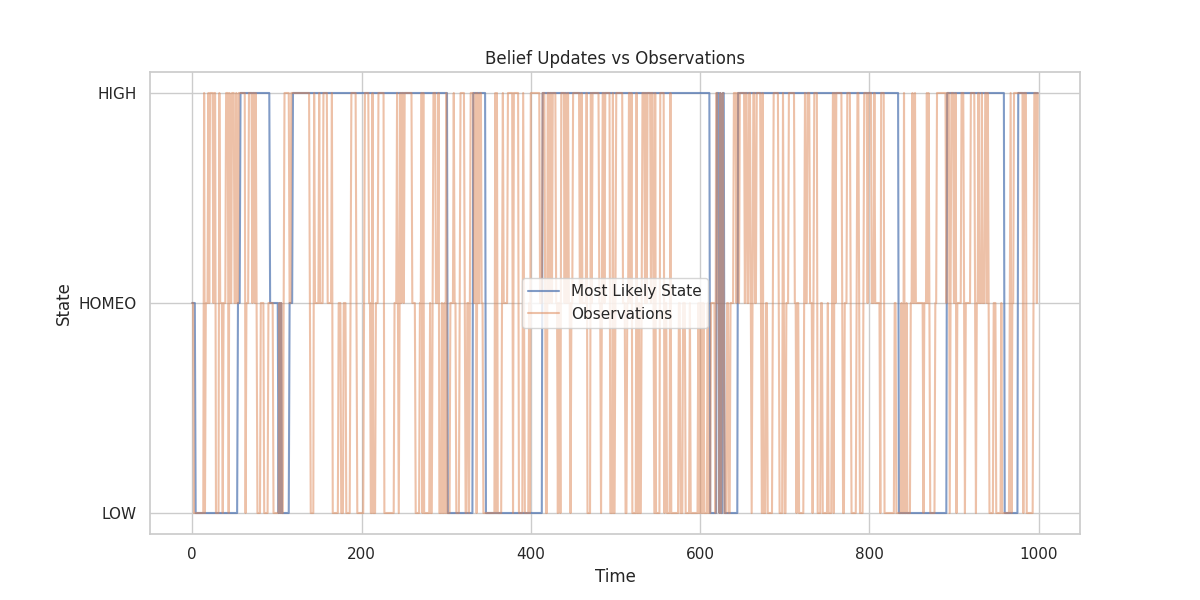 Belief Updates vs Observations
HIGH
HOMEO
LOW
State
Most Likely State
Observations
0
200
400
600
800
1000
Time